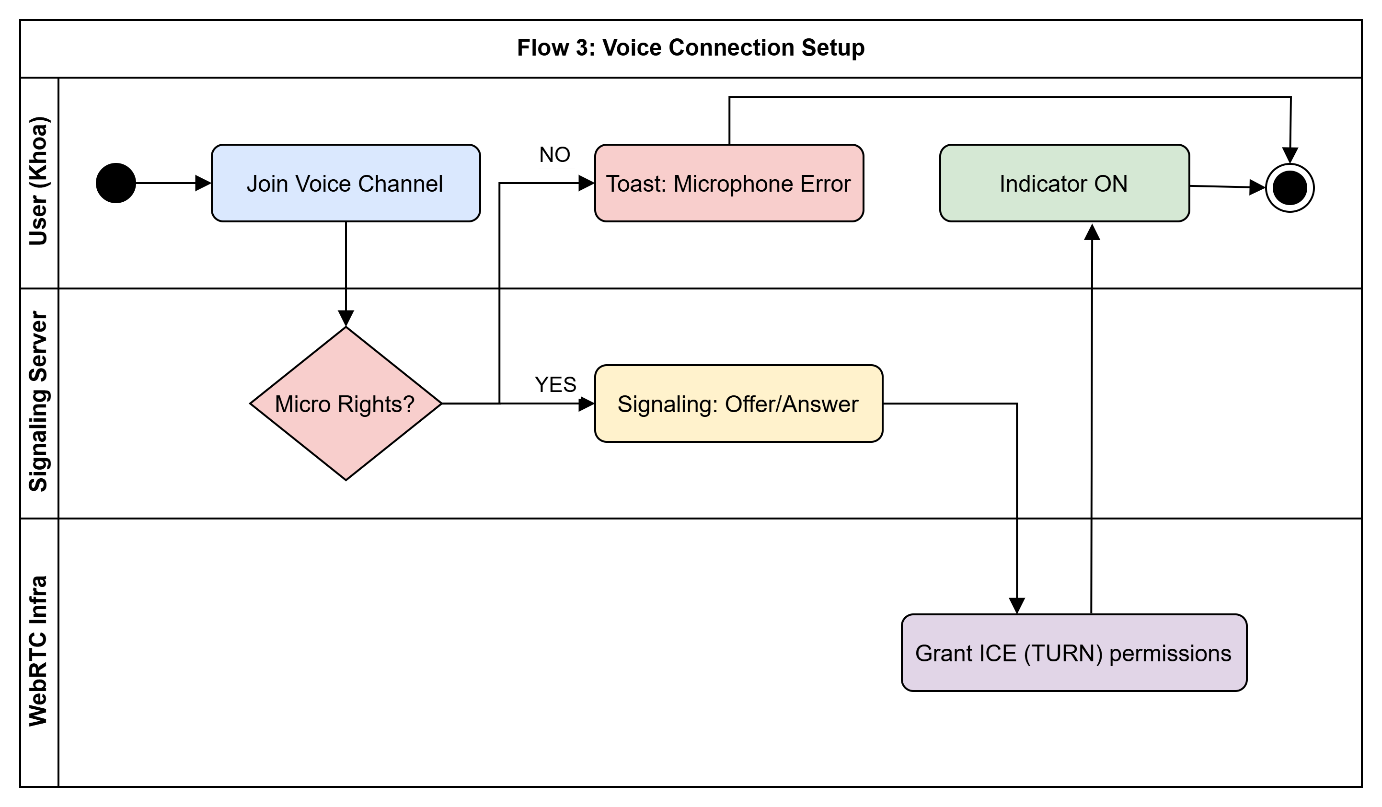 Flow 3: Voice Connection Setup
User (Khoa)
Join Voice Channel
NO
Toast: Microphone Error
Indicator ON
Signaling Server
Micro Rights?
YES
Signaling: Offer/Answer
WebRTC Infra
Grant ICE (TURN) permissions